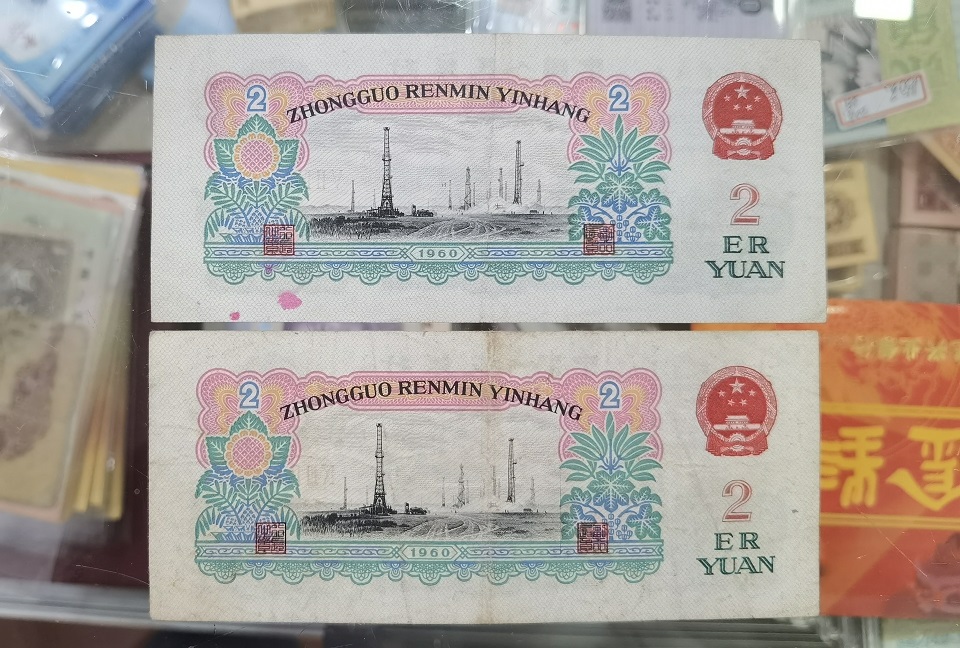 2 ZHONGGUO RENMIN YINHANG 2
2
ER
YUAN
1960
2 ZHONGGUO RENMIN YINHANG 2
2
ER
YUAN
1960